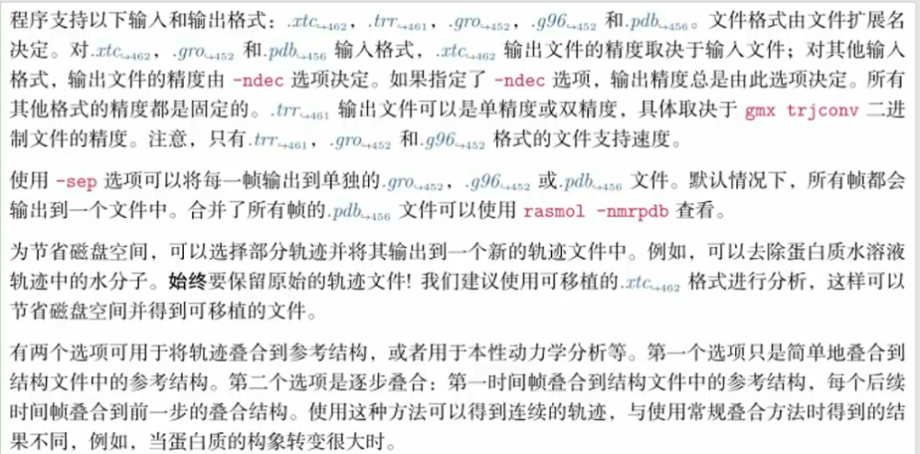 程序支持以下输入和输出格式：.xtc↪462，.trr↪461，.gro↪452，.g96↪452 和.pdb↪456。文件格式由文件扩展名
决定。对.xtc↪462，.gro↪452 和.pdb↪456 输入格式，.xtc↪462 输出文件的精度取决于输入文件；对其他输入
格式，输出文件的精度由 -ndec 选项决定。如果指定了 -ndec 选项，输出精度总是由此选项决定。所有
其他格式的精度都是固定的。.trr↪461 输出文件可以是单精度或双精度，具体取决于 gmx trjconv 二进
制文件的精度。注意，只有.trr↪461，.gro↪452 和.g96↪452 格式的文件支持速度。
使用 -sep 选项可以将每一帧输出到单独的.gro↪452，.g96↪452 或.pdb↪456 文件。默认情况下，所有帧都会
输出到一个文件中。合并了所有帧的.pdb↪456 文件可以使用 rasmol -nmrpdb 查看。
为节省磁盘空间，可以选择部分轨迹并将其输出到一个新的轨迹文件中。例如，可以去除蛋白质水溶液
轨迹中的水分子。始终要保留原始的轨迹文件！我们建议使用可移植的.xtc↪462 格式进行分析，这样可以
节省磁盘空间并得到可移植的文件。
有两个选项可用于将轨迹叠合到参考结构，或者用于本性动力学分析等。第一个选项只是简单地叠合到
结构文件中的参考结构。第二个选项是逐步叠合：第一时间帧叠合到结构文件中的参考结构，每个后续
时间帧叠合到前一步的叠合结构。使用这种方法可以得到连续的轨迹，与使用常规叠合方法时得到的结
果不同，例如，当蛋白质的构象转变很大时。